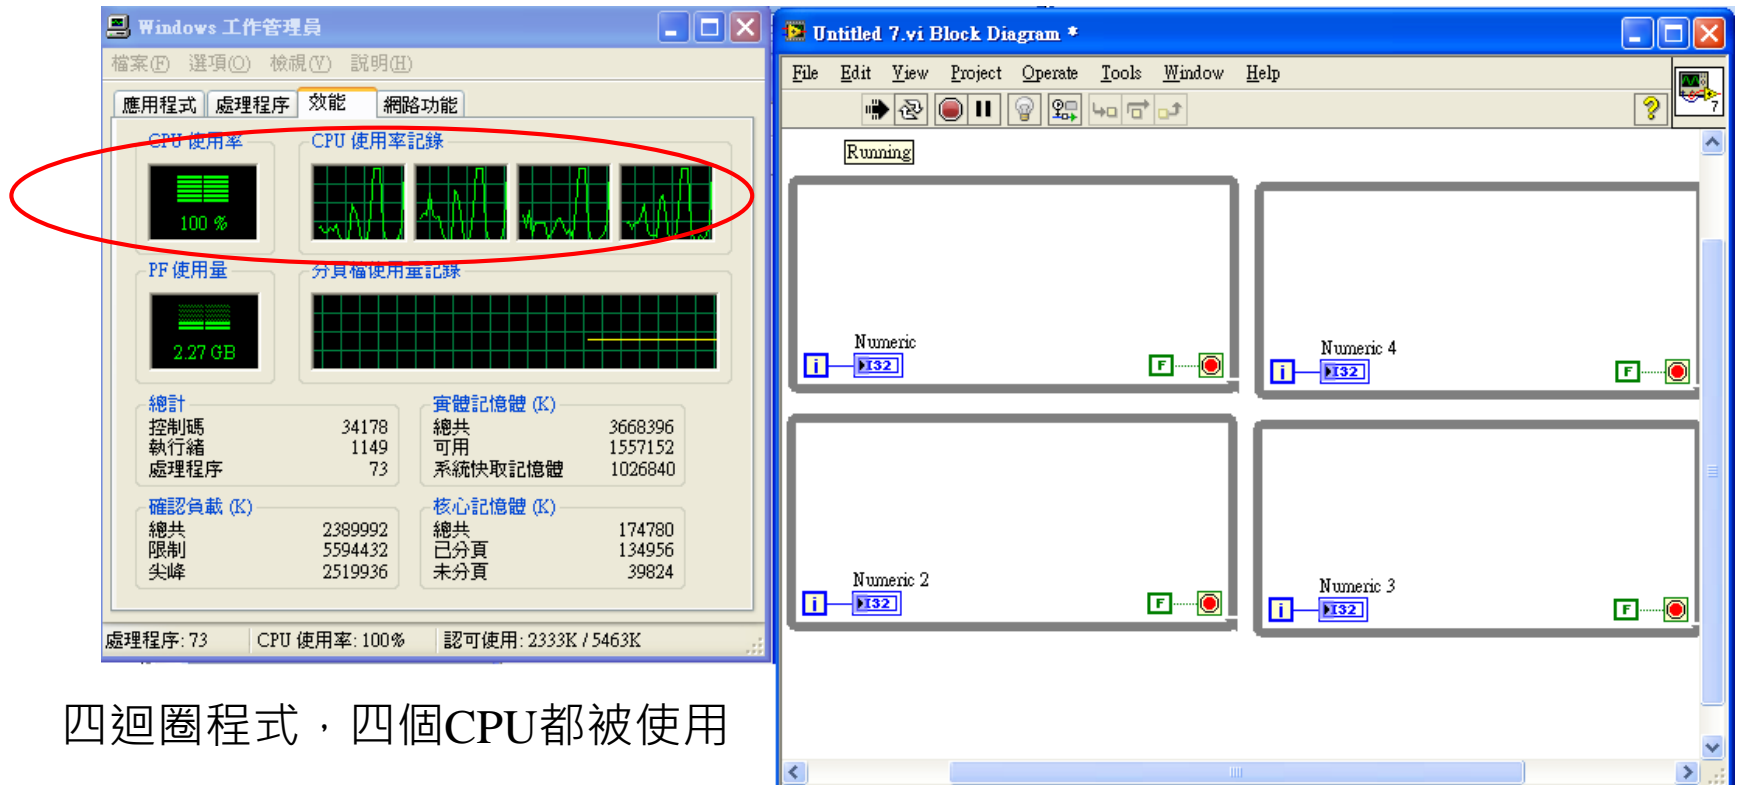 Windows 工作管理員
檔案(F) 選項(O) 檢視(V) 說明(H)
應用程式 處理程序 效能 網路功能
CPU 使用率 CPU 使用率記錄
100 %
PF 使用量 分頁檔使用量記錄
2.27 GB
總計
控制碼 34178
執行緒 1149
處理程序 73
實體記憶體 (K)
總共 3668396
可用 1557152
系統快取記憶體 1026840
確認負載 (K)
總共 2389992
限制 5594432
尖峰 2519936
核心記憶體 (K)
總共 174780
已分頁 134956
未分頁 39824
處理程序: 73 CPU 使用率: 100% 認可使用: 2333K / 5463K
四迴圈程式，四個CPU都被使用
Untitled 7.vi Block Diagram *
File Edit View Project Operate Tools Window Help
? 7
Running
Numeric
i I32 F
Numeric 4
i I32 F
Numeric 2
i I32 F
Numeric 3
i I32 F